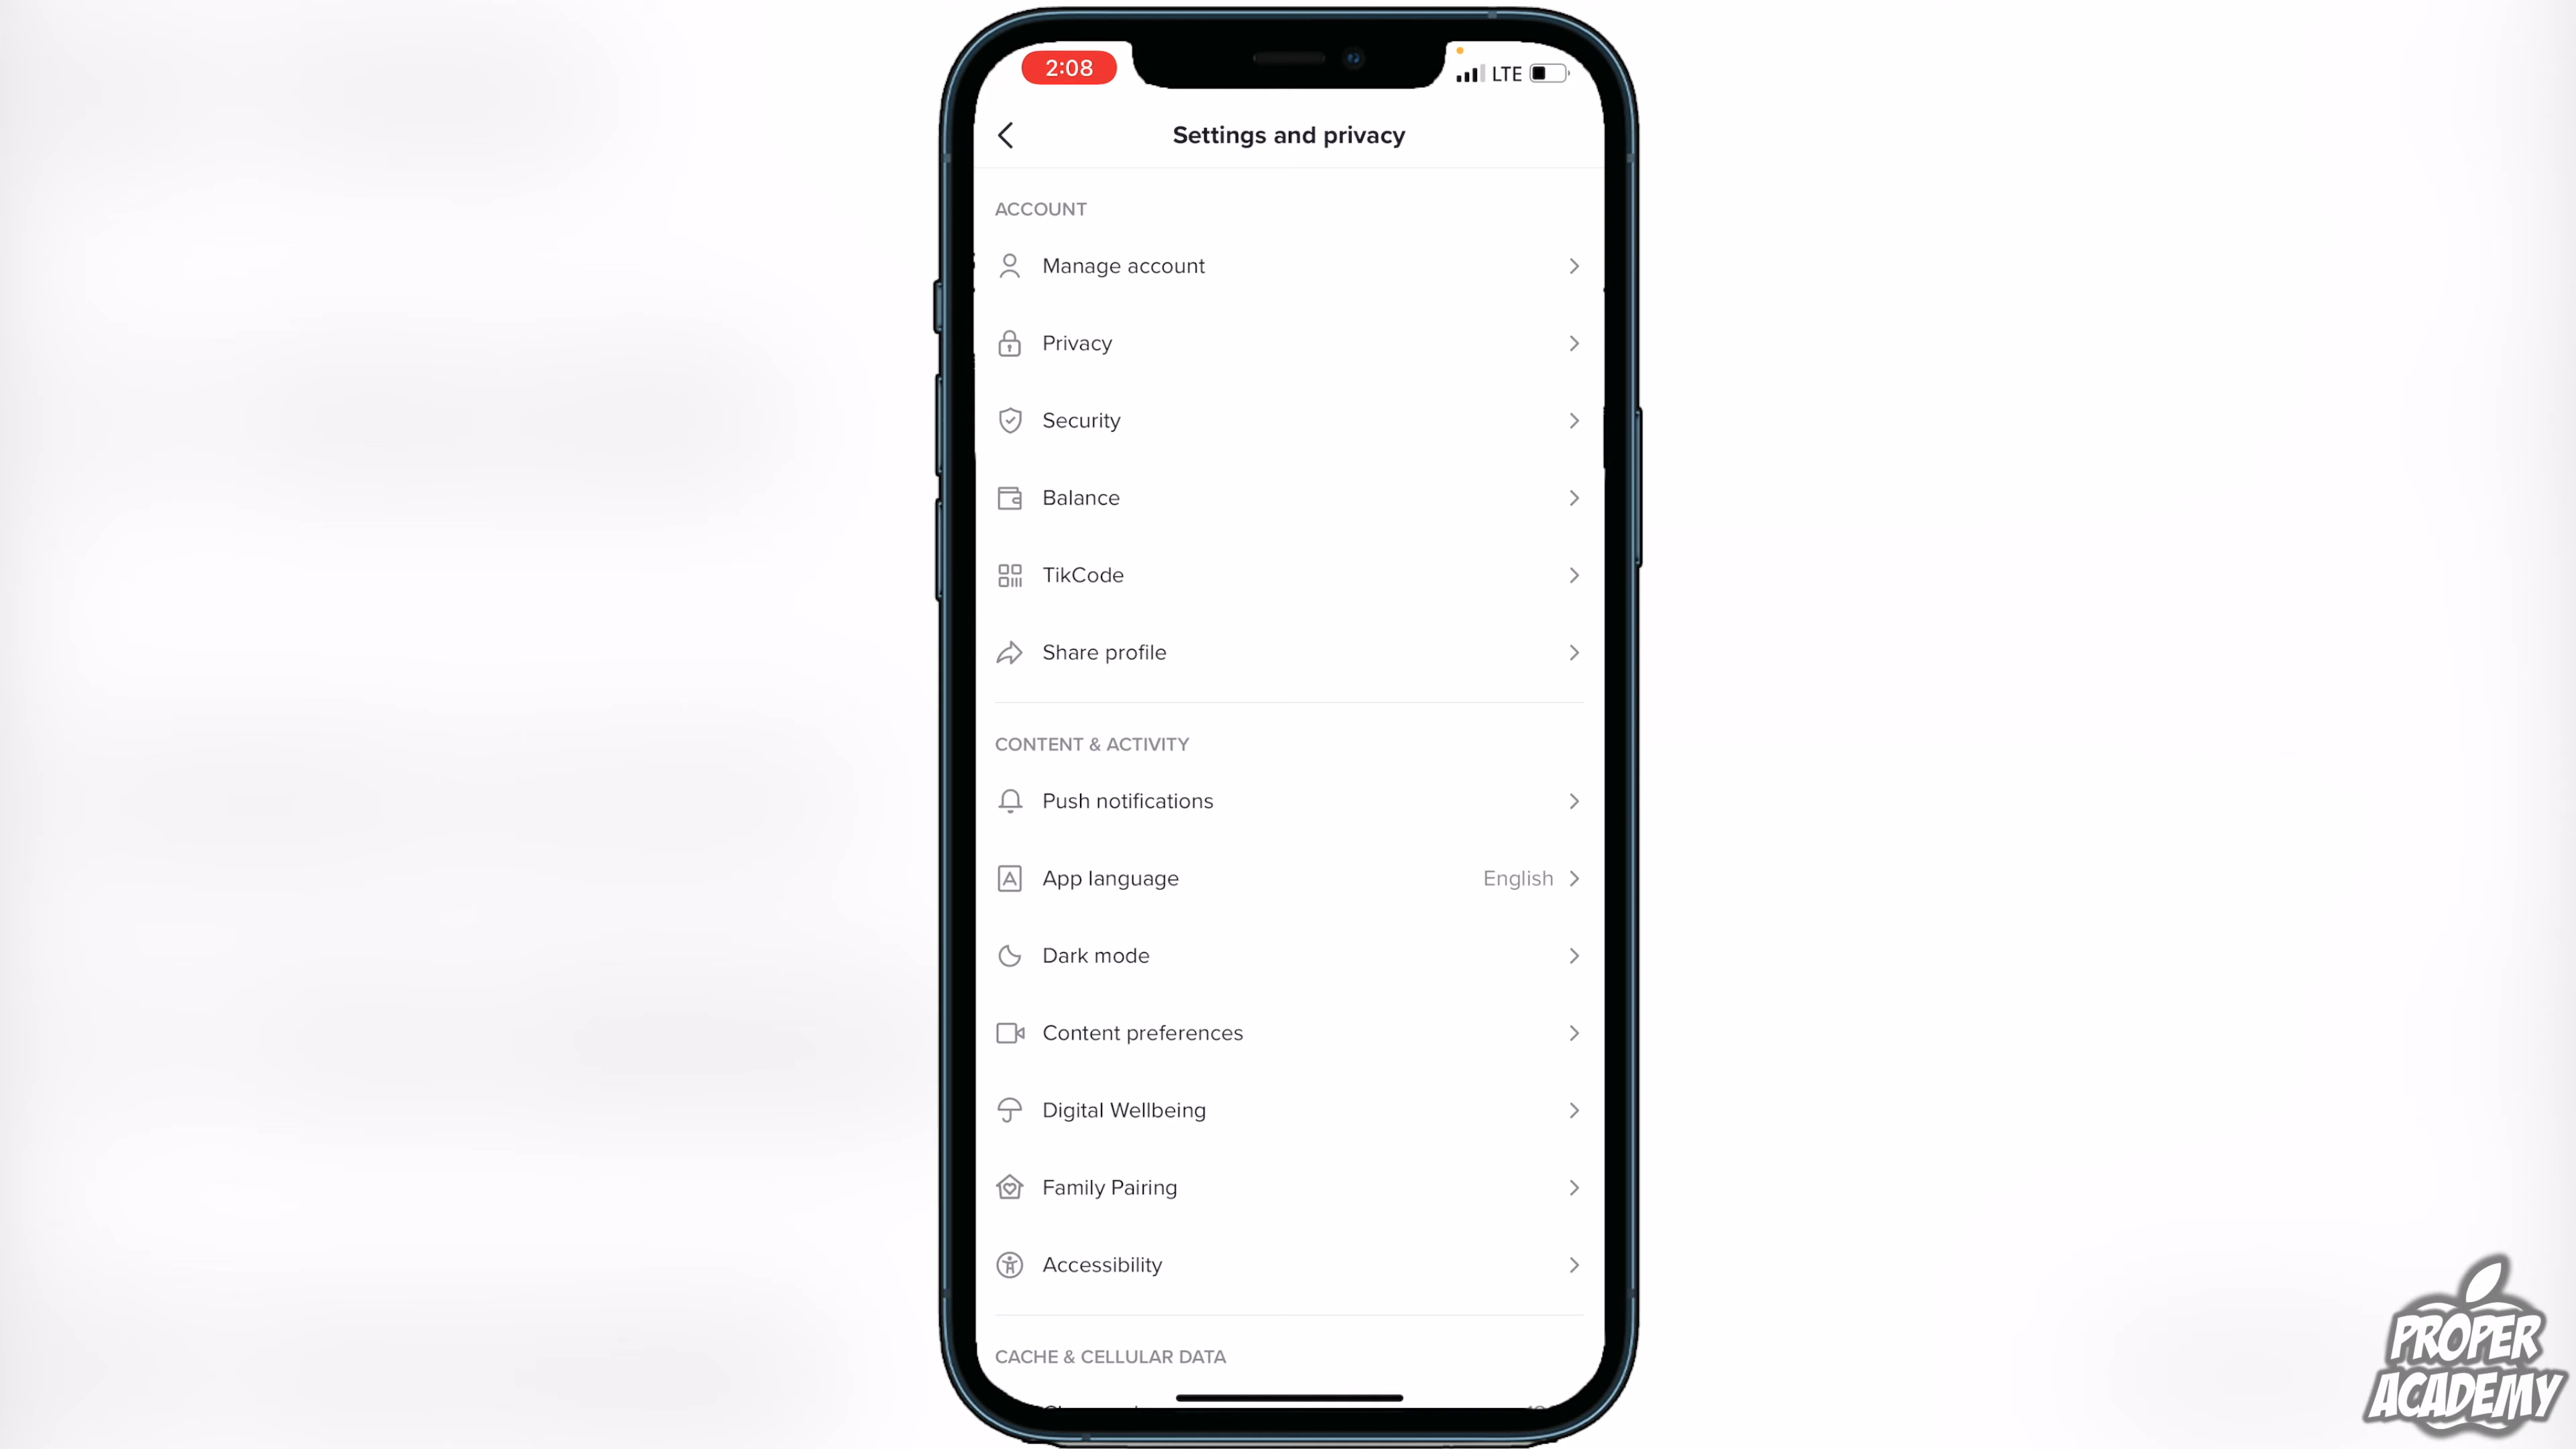 2:08
LTE
Settings and privacy
ACCOUNT
Manage account
Privacy
Security
Balance
TikCode
Share profile
CONTENT & ACTIVITY
Push notifications
App language English
Dark mode
Content preferences
Digital Wellbeing
Family Pairing
Accessibility
CACHE & CELLULAR DATA
PROPER
ACADEMY